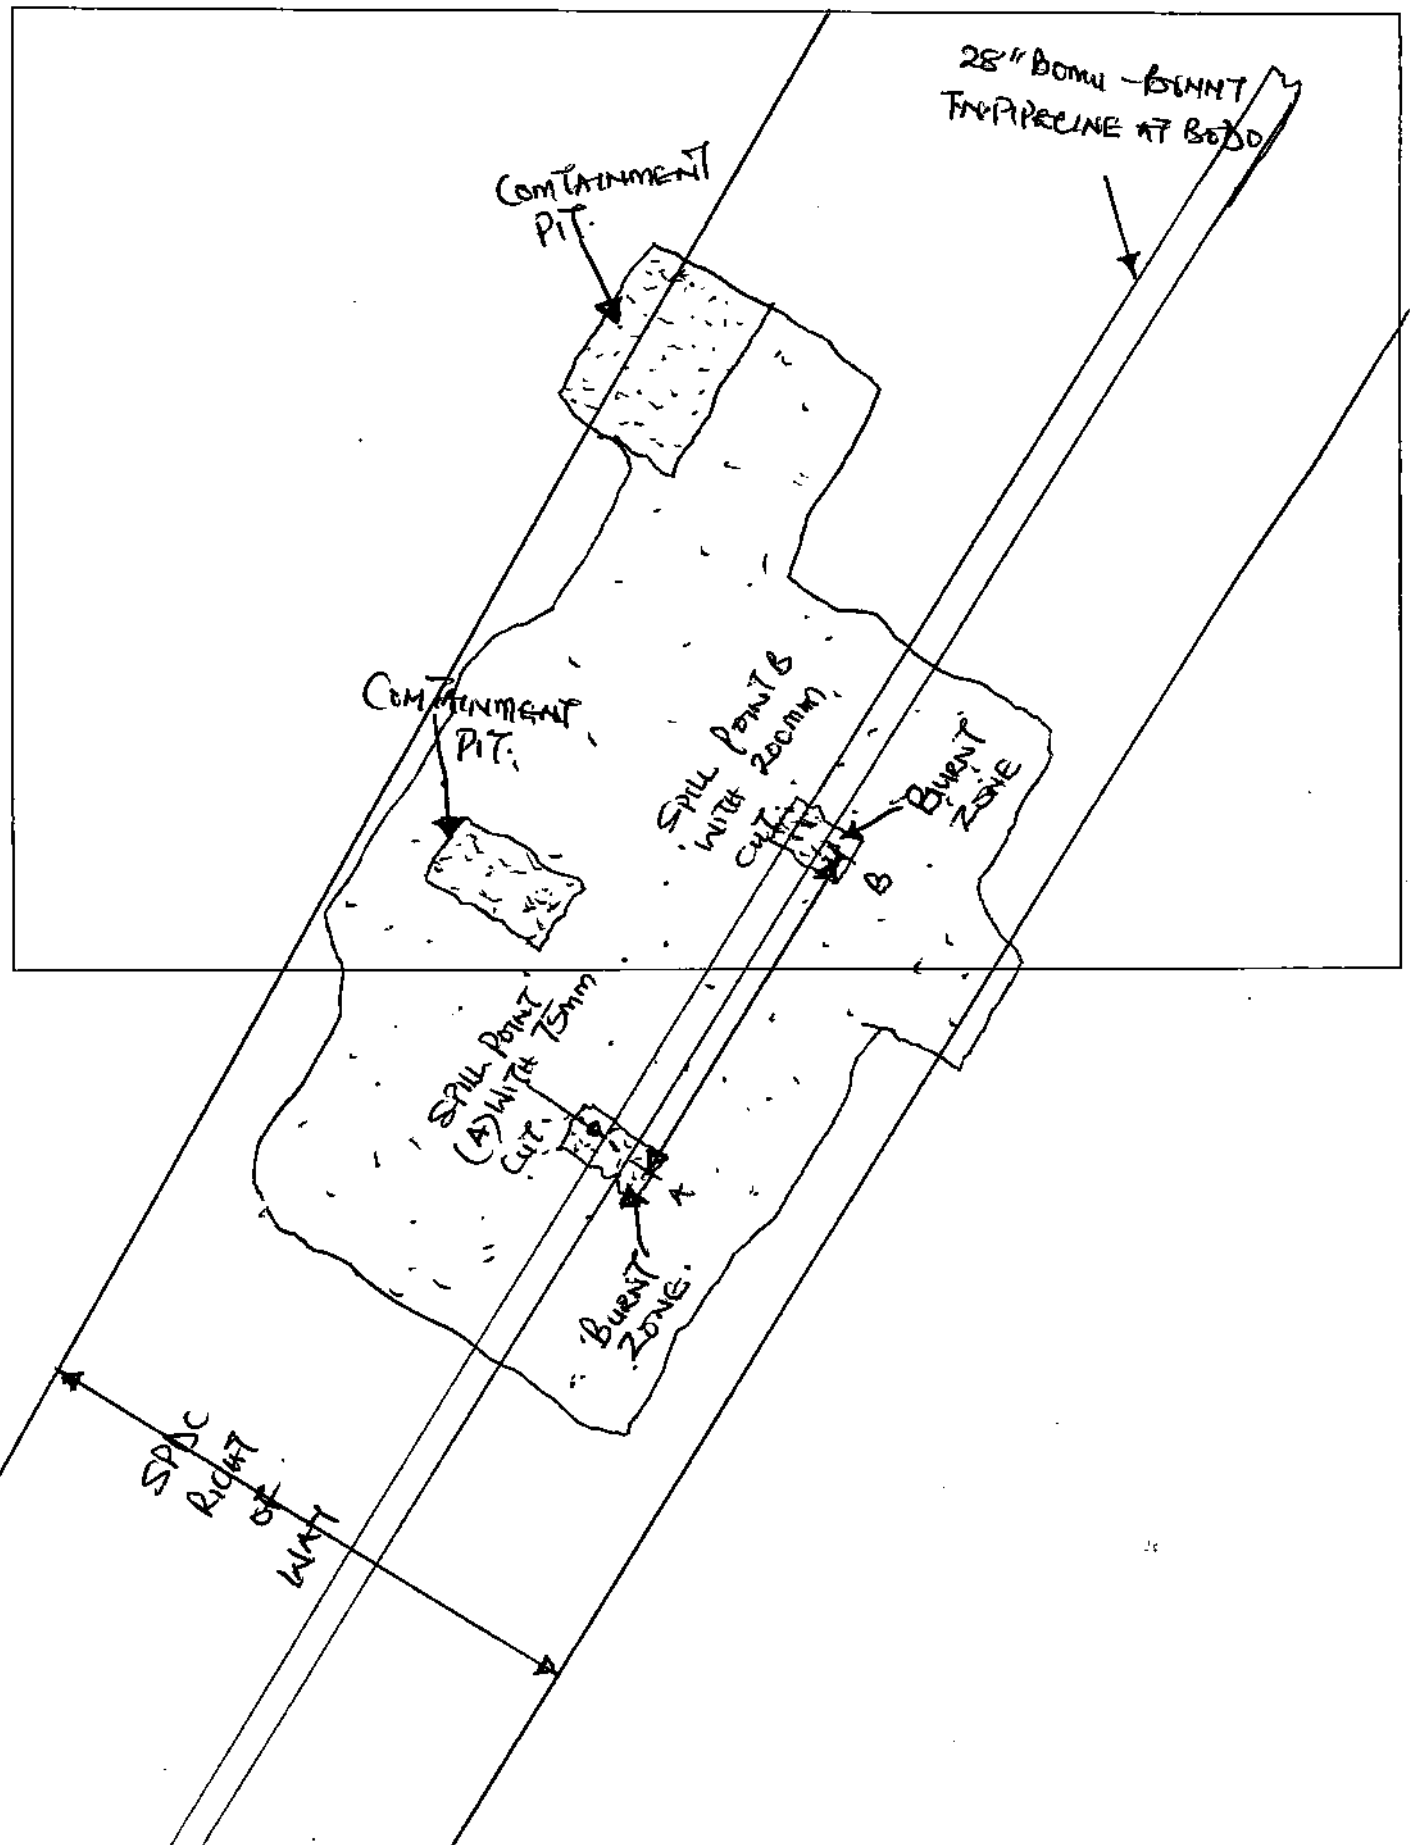 28" BOMU - BONNY
TNPIPELINE AT BODO
CONTAINMENT
PIT.
CONTAINMENT
PIT.
SPILL POINT B
WITH 200mm
CUT.
BURNT
ZONE
B
SPILL POINT
(A) WITH 75mm
CUT.
A
BURNT
ZONE.
SPDC
RIGHT
OF
WAY